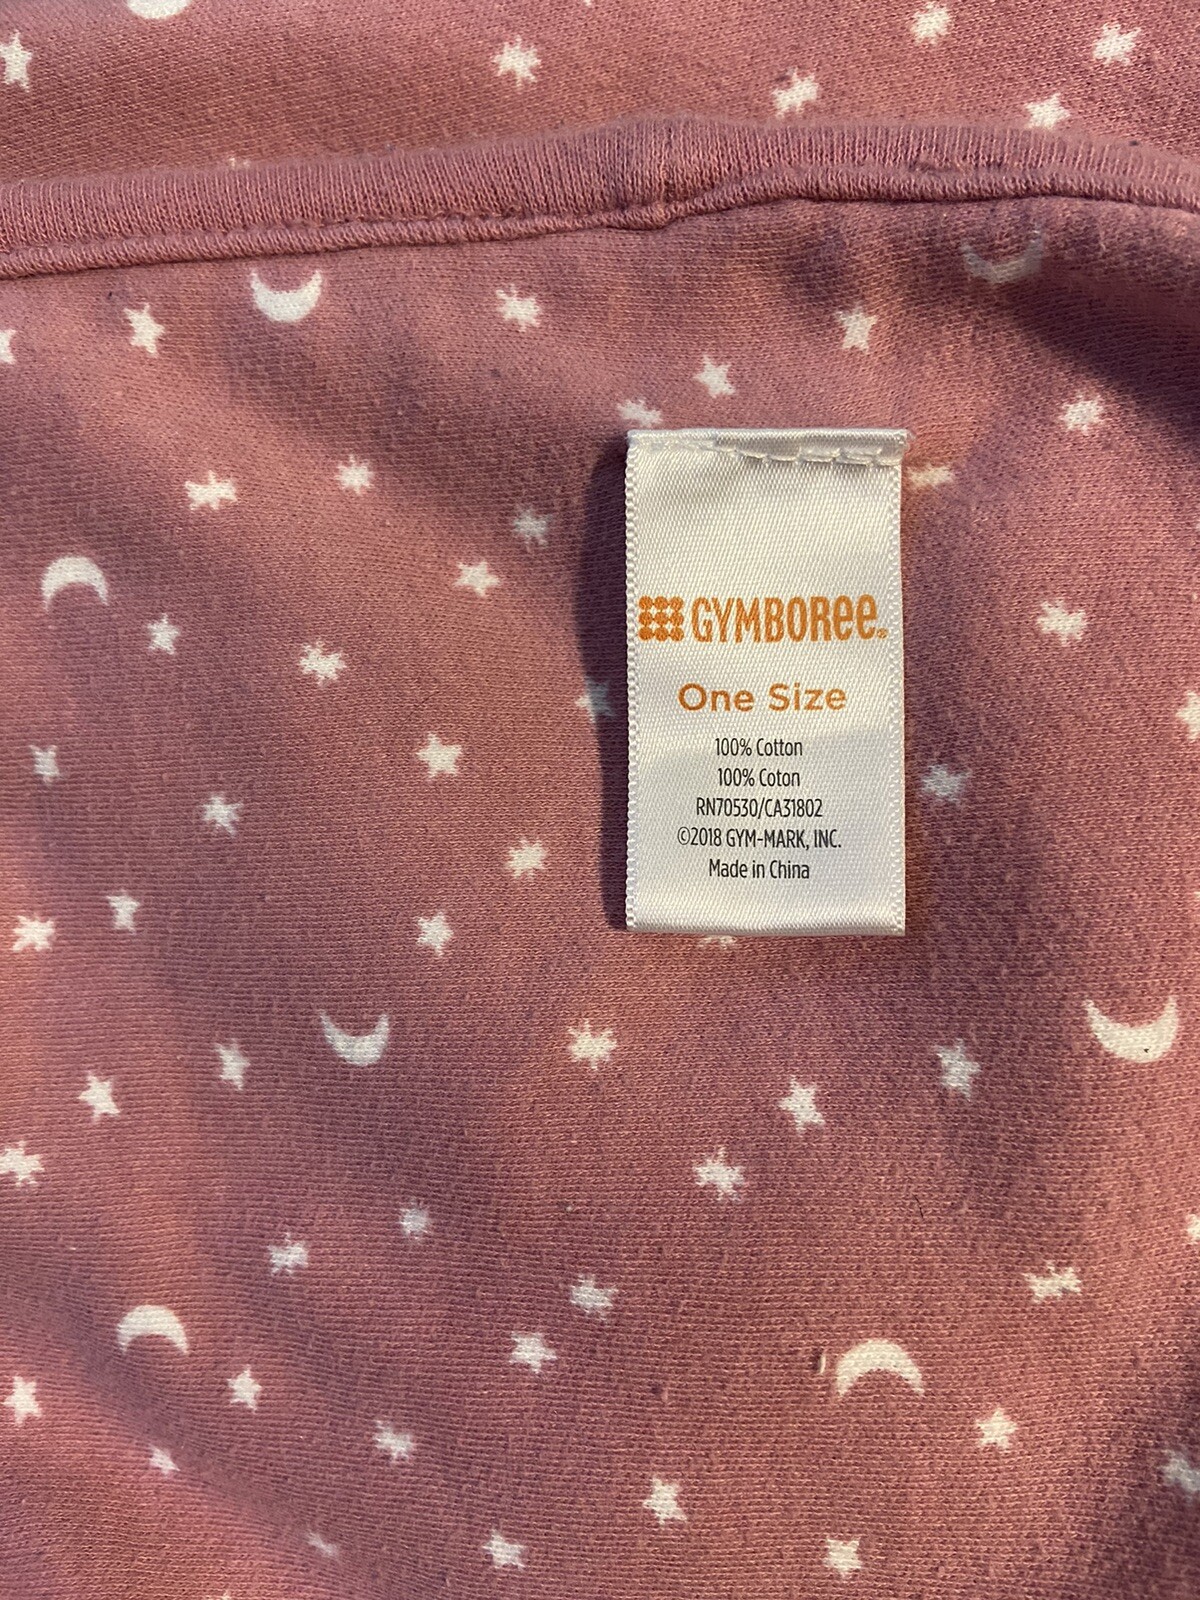 GYMBOREE®
One Size
100% Cotton
100% Coton
RN70530/CA31802
©2018 GYM-MARK, INC.
Made in China